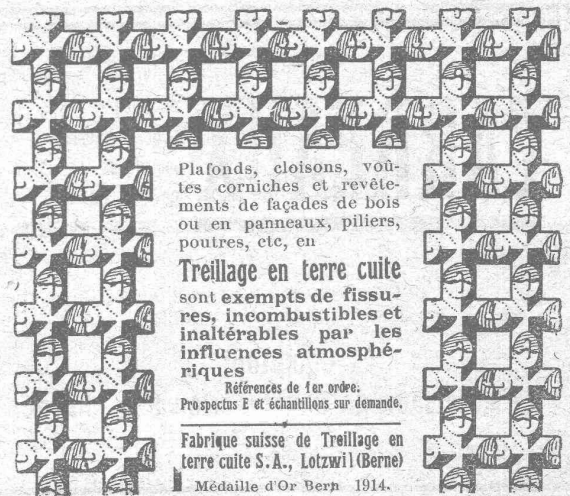 Plafonds, cloisons, voû-
tes corniches et revête-
ments de façades de bois
ou en panneaux, piliers,
poutres, etc, en
Treillage en terre cuite
sont exempts de fissu-
res, incombustibles et
inaltérables par les
influences atmosphé-
riques
Références de 1er ordre.
Prospectus E et échantillons sur demande.
Fabrique suisse de Treillage en
terre cuite S.A., Lotzwil (Berne)
Médaille d'Or Bern 1914.